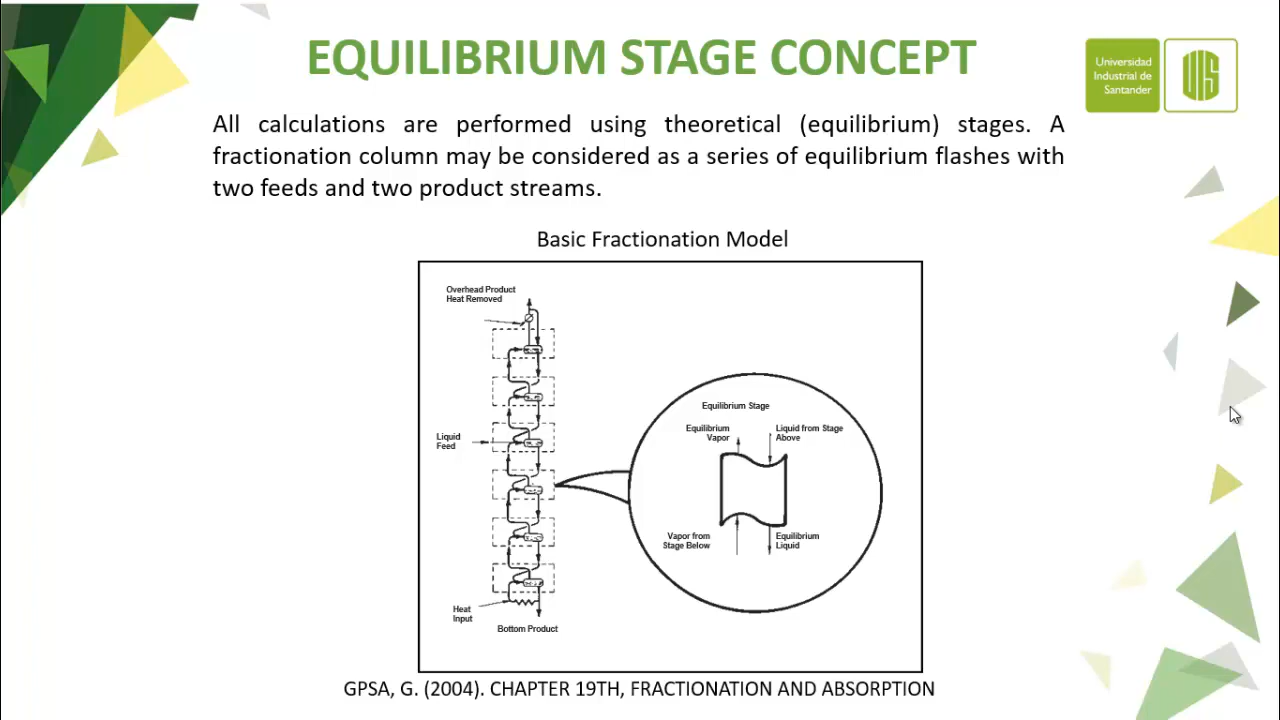 EQUILIBRIUM STAGE CONCEPT
Universidad
Industrial de
Santander
UIS
All calculations are performed using theoretical (equilibrium) stages. A
fractionation column may be considered as a series of equilibrium flashes with
two feeds and two product streams.
Basic Fractionation Model
Overhead Product
Heat Removed
Liquid
Feed
Heat
Input
Bottom Product
Equilibrium Stage
Equilibrium
Vapor
Liquid from Stage
Above
Vapor from
Stage Below
Equilibrium
Liquid
GPSA, G. (2004). CHAPTER 19TH, FRACTIONATION AND ABSORPTION